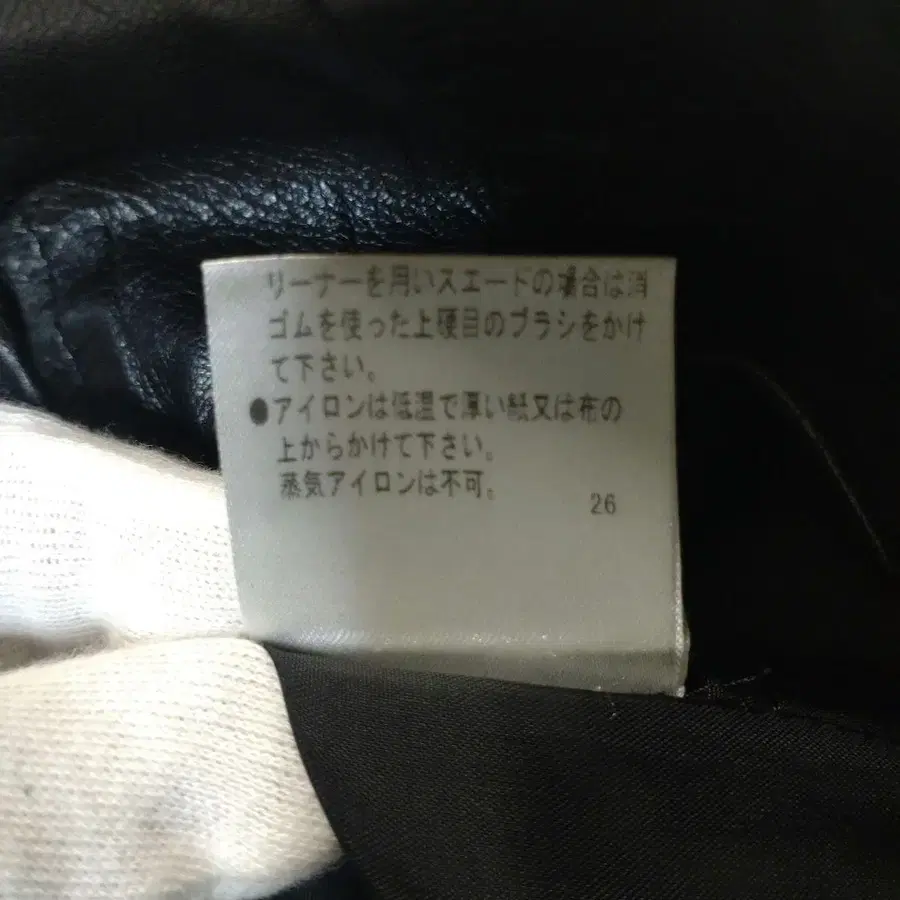 リーナーを用いスエードの場合は消
ゴムを使った上硬目のブラシをかけ
て下さい。
●アイロンは低温で厚い紙又は布の
上からかけて下さい。
蒸気アイロンは不可。
26